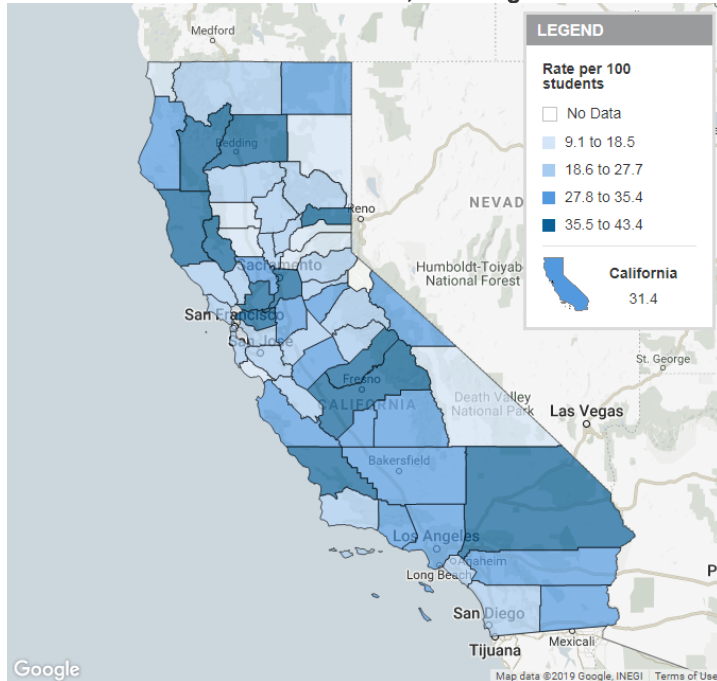 Medford
LEGEND
Rate per 100
students
No Data
9.1 to 18.5
18.6 to 27.7
27.8 to 35.4
35.5 to 43.4
California
31.4
Redding
Reno
NEVAD
Sacramento
Humboldt-Toiyab
National Forest
San Francisco
San Jose
St. George
Fresno
Death Valley
National Park
CALIFORNIA
Las Vegas
Bakersfield
Los Angeles
Anaheim
Long Beach
P
San Diego
Tijuana
Mexicali
Google
Map data ©2019 Google, INEGI
Terms of Use